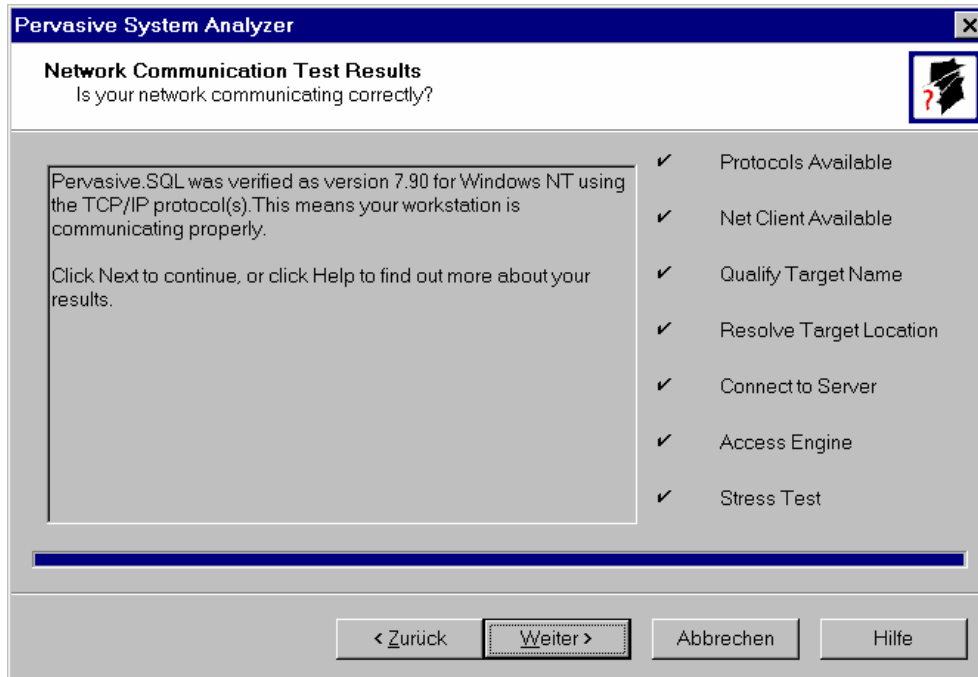 Pervasive System Analyzer
Network Communication Test Results
Is your network communicating correctly?
?
Pervasive.SQL was verified as version 7.90 for Windows NT using
the TCP/IP protocol(s).This means your workstation is
communicating properly.
Click Next to continue, or click Help to find out more about your
results.
✓ Protocols Available
✓ Net Client Available
✓ Qualify Target Name
✓ Resolve Target Location
✓ Connect to Server
✓ Access Engine
✓ Stress Test
< Zurück Weiter > Abbrechen Hilfe